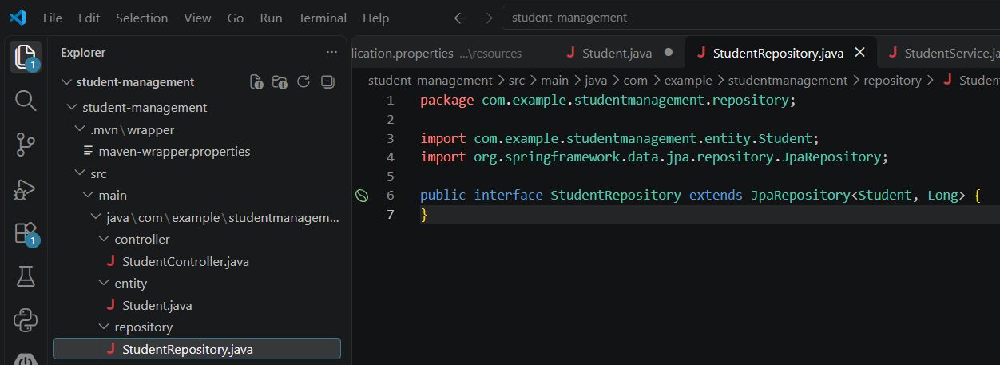 File Edit Selection View Go Run Terminal Help
student-management
Explorer
student-management
student-management
.mvn\wrapper
maven-wrapper.properties
src
main
java\com\example\studentmanagem...
controller
J StudentController.java
entity
J Student.java
repository
J StudentRepository.java
1
1
lication.properties ...\resources
J Student.java
J StudentRepository.java
J StudentService.ja
student-management > src > main > java > com > example > studentmanagement > repository > J Studen
1 package com.example.studentmanagement.repository;
2
3 import com.example.studentmanagement.entity.Student;
4 import org.springframework.data.jpa.repository.JpaRepository;
5
6 public interface StudentRepository extends JpaRepository<Student, Long> {
7 }